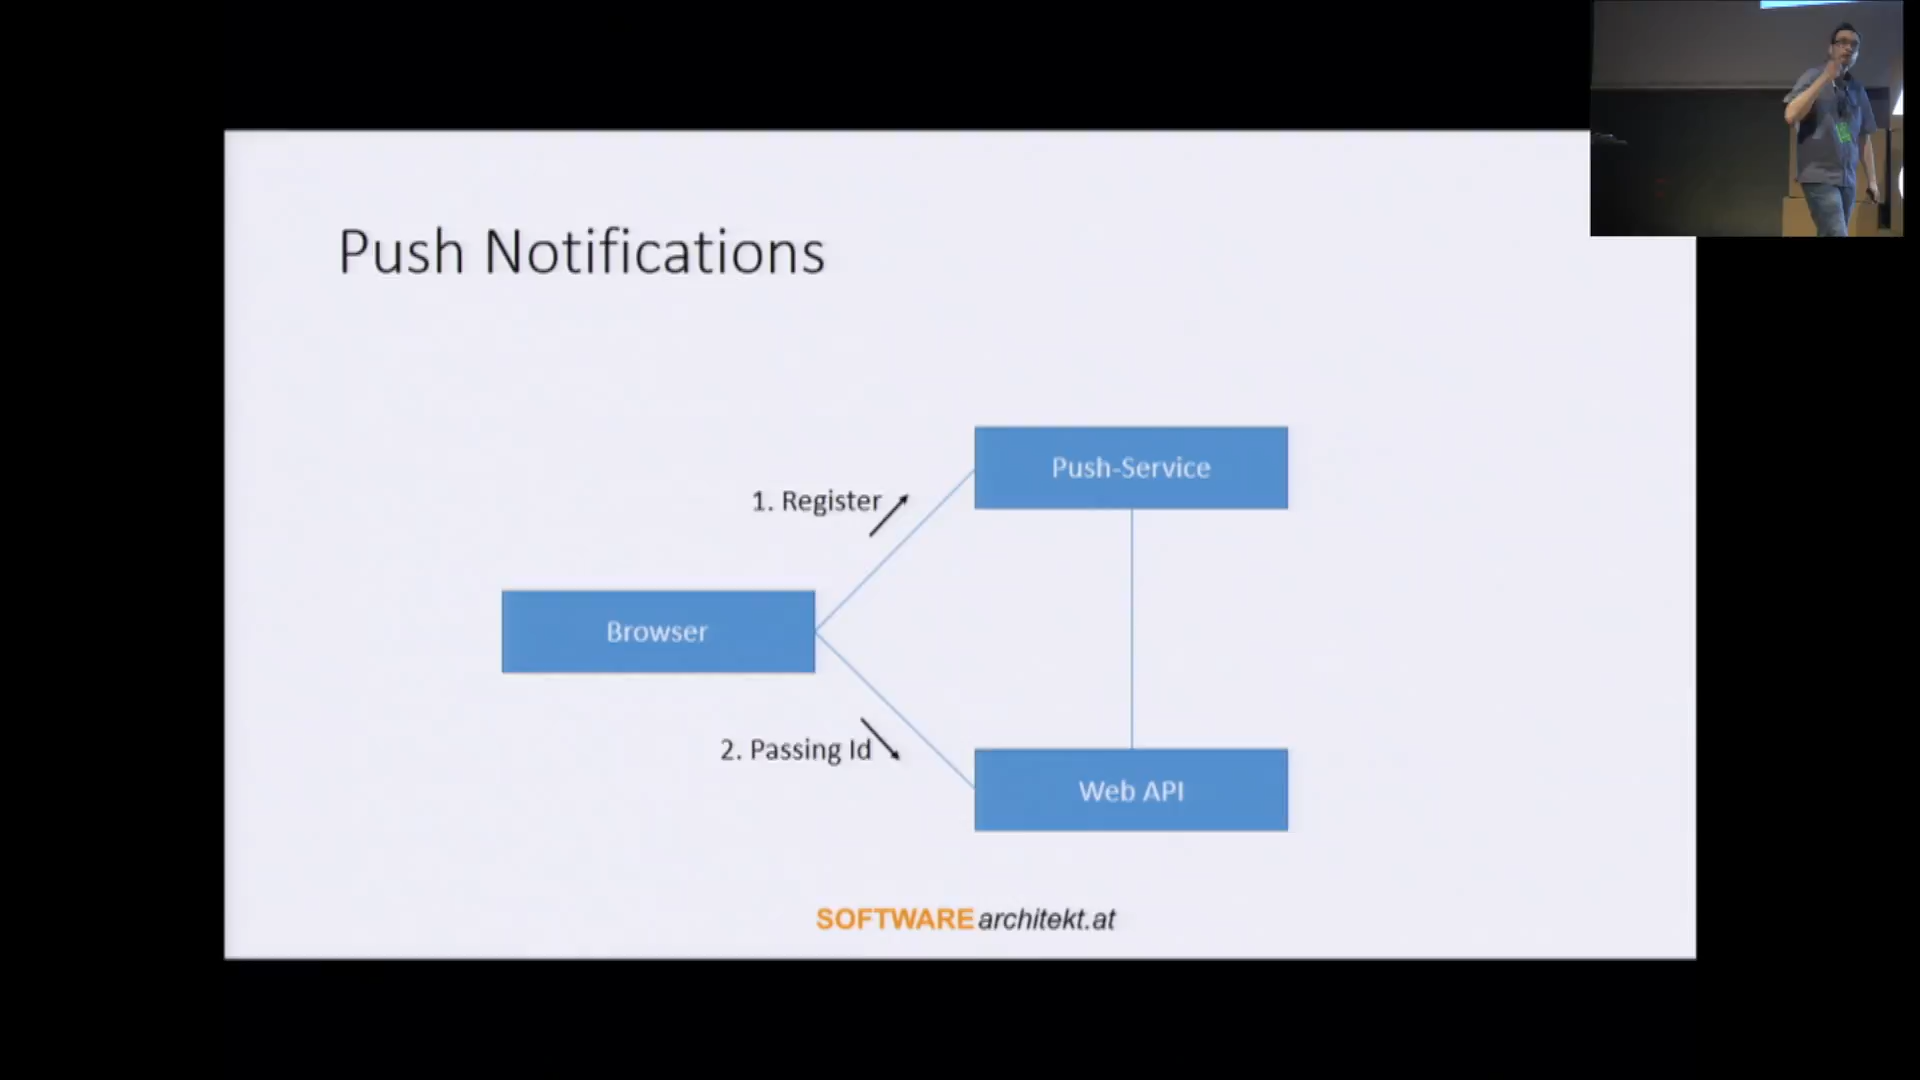 Push Notifications
Push-Service
1. Register
Browser
2. Passing Id
Web API
SOFTWAREarchitekt.at